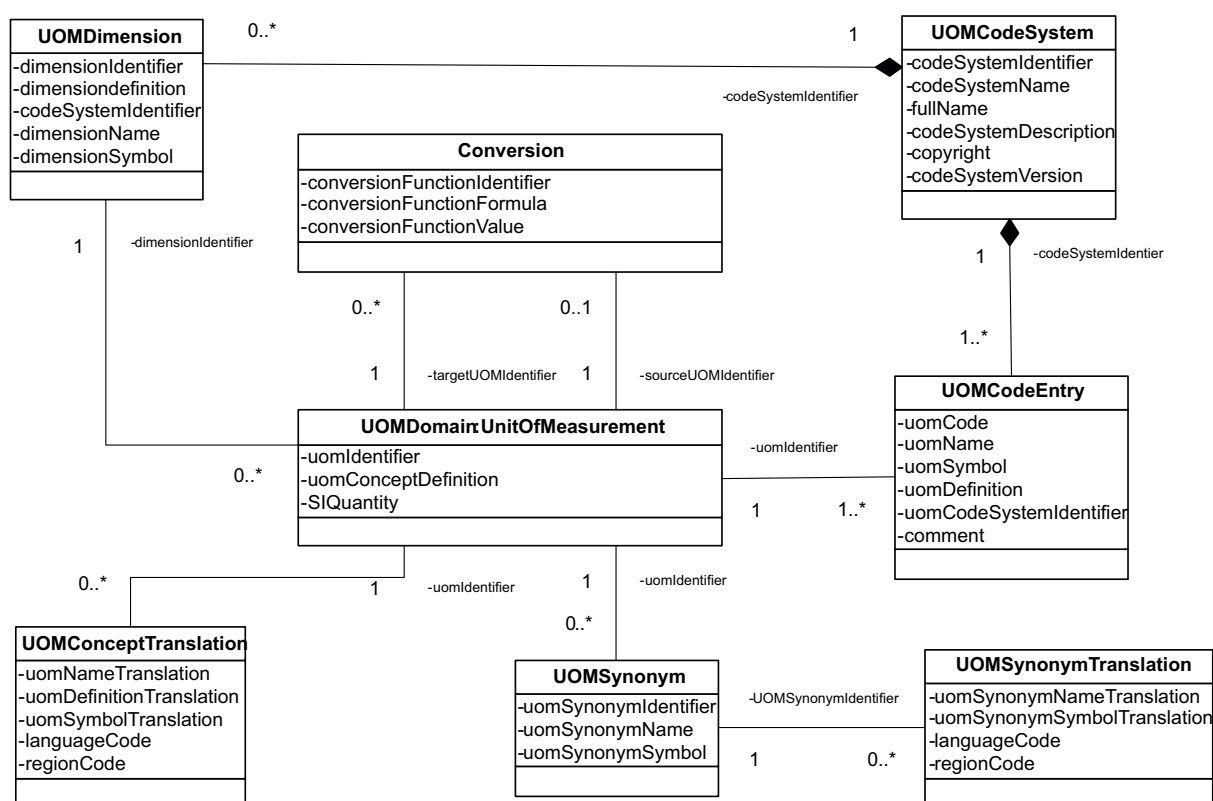 UOMDimension
-dimensionIdentifier
-dimensiondefinition
-codeSystemIdentifier
-dimensionName
-dimensionSymbol
0..*
1
-codeSystemIdentifier
UOMCodeSystem
-codeSystemIdentifier
-codeSystemName
-fullName
-codeSystemDescription
-copyright
-codeSystemVersion
Conversion
-conversionFunctionIdentifier
-conversionFunctionFormula
-conversionFunctionValue
1
-dimensionIdentifier
1
-codeSystemIdentier
0..*
0..1
1..*
1
-targetUOMIdentifier
1
-sourceUOMIdentifier
UOMDomain:UnitOfMeasurement
-uomIdentifier
-uomConceptDefinition
-SIQuantity
0..*
-uomIdentifier
1
1..*
UOMCodeEntry
-uomCode
-uomName
-uomSymbol
-uomDefinition
-uomCodeSystemIdentifier
-comment
0..*
1
-uomIdentifier
1
-uomIdentifier
0..*
UOMConceptTranslation
-uomNameTranslation
-uomDefinitionTranslation
-uomSymbolTranslation
-languageCode
-regionCode
UOMSynonym
-uomSynonymIdentifier
-uomSynonymName
-uomSynonymSymbol
-UOMSynonymIdentifier
1
0..*
UOMSynonymTranslation
-uomSynonymNameTranslation
-uomSynonymSymbolTranslation
-languageCode
-regionCode